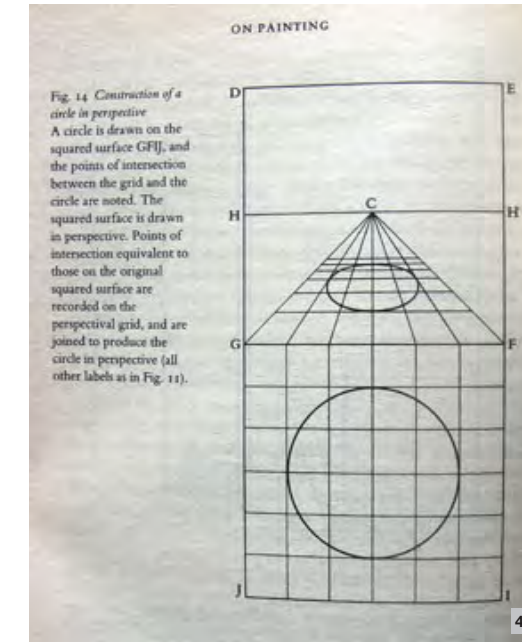 ON PAINTING
Fig. 14 Construction of a
circle in perspective
A circle is drawn on the
squared surface GFIJ, and
the points of intersection
between the grid and the
circle are noted. The
squared surface is drawn
in perspective. Points of
intersection equivalent to
those on the original
squared surface are
recorded on the
perspectival grid, and are
joined to produce the
circle in perspective (all
other labels as in Fig. 11).
D
E
C
H
H
G
F
J
I
4